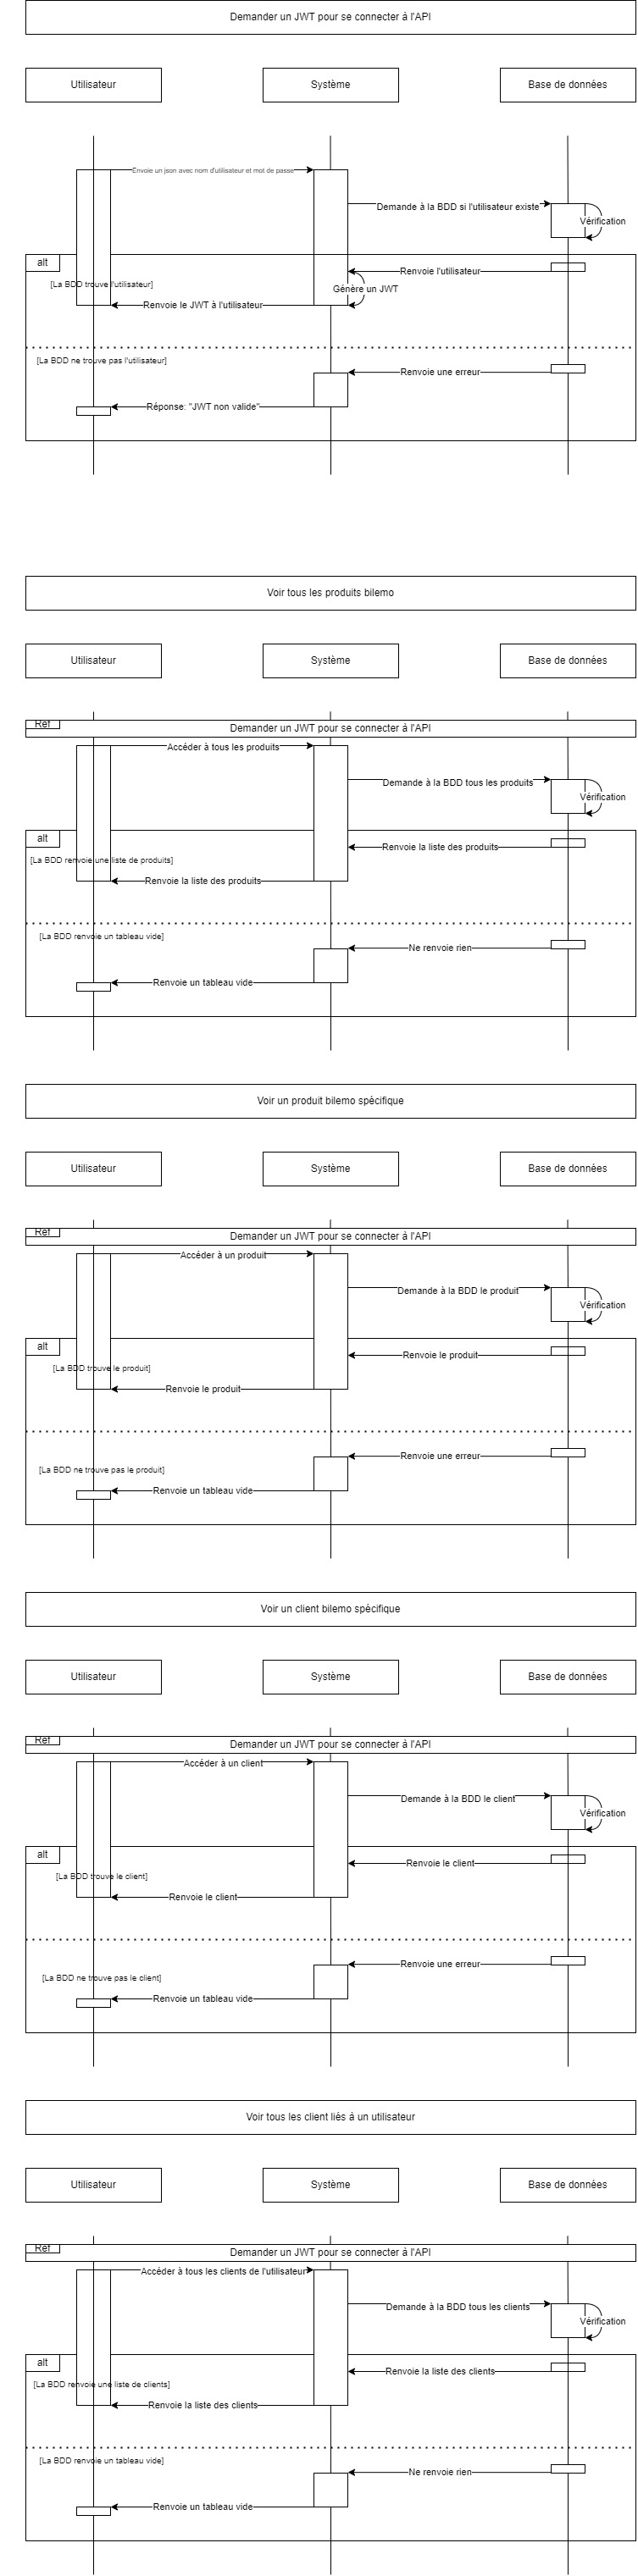 Demander un JWT pour se connecter à l'API
Utilisateur
Système
Base de données
Envoie un json avec nom d'utilisateur et mot de passe
Demande à la BDD si l'utilisateur existe
Vérification
alt
Renvoie l'utilisateur
[La BDD trouve l'utilisateur]
Génère un JWT
Renvoie le JWT à l'utilisateur
[La BDD ne trouve pas l'utilisateur]
Renvoie une erreur
Réponse: "JWT non valide"
Voir tous les produits bilemo
Utilisateur
Système
Base de données
Ref
Demander un JWT pour se connecter à l'API
Accéder à tous les produits
Demande à la BDD tous les produits
Vérification
alt
Renvoie la liste des produits
[La BDD renvoie une liste de produits]
Renvoie la liste des produits
[La BDD renvoie un tableau vide]
Ne renvoie rien
Renvoie un tableau vide
Voir un produit bilemo spécifique
Utilisateur
Système
Base de données
Ref
Demander un JWT pour se connecter à l'API
Accéder à un produit
Demande à la BDD le produit
Vérification
alt
Renvoie le produit
[La BDD trouve le produit]
Renvoie le produit
Renvoie une erreur
[La BDD ne trouve pas le produit]
Renvoie un tableau vide
Voir un client bilemo spécifique
Utilisateur
Système
Base de données
Ref
Demander un JWT pour se connecter à l'API
Accéder à un client
Demande à la BDD le client
Vérification
alt
Renvoie le client
[La BDD trouve le client]
Renvoie le client
Renvoie une erreur
[La BDD ne trouve pas le client]
Renvoie un tableau vide
Voir tous les client liés à un utilisateur
Utilisateur
Système
Base de données
Ref
Demander un JWT pour se connecter à l'API
Accéder à tous les clients de l'utilisateur
Demande à la BDD tous les clients
Vérification
alt
Renvoie la liste des clients
[La BDD renvoie une liste de clients]
Renvoie la liste des clients
[La BDD renvoie un tableau vide]
Ne renvoie rien
Renvoie un tableau vide